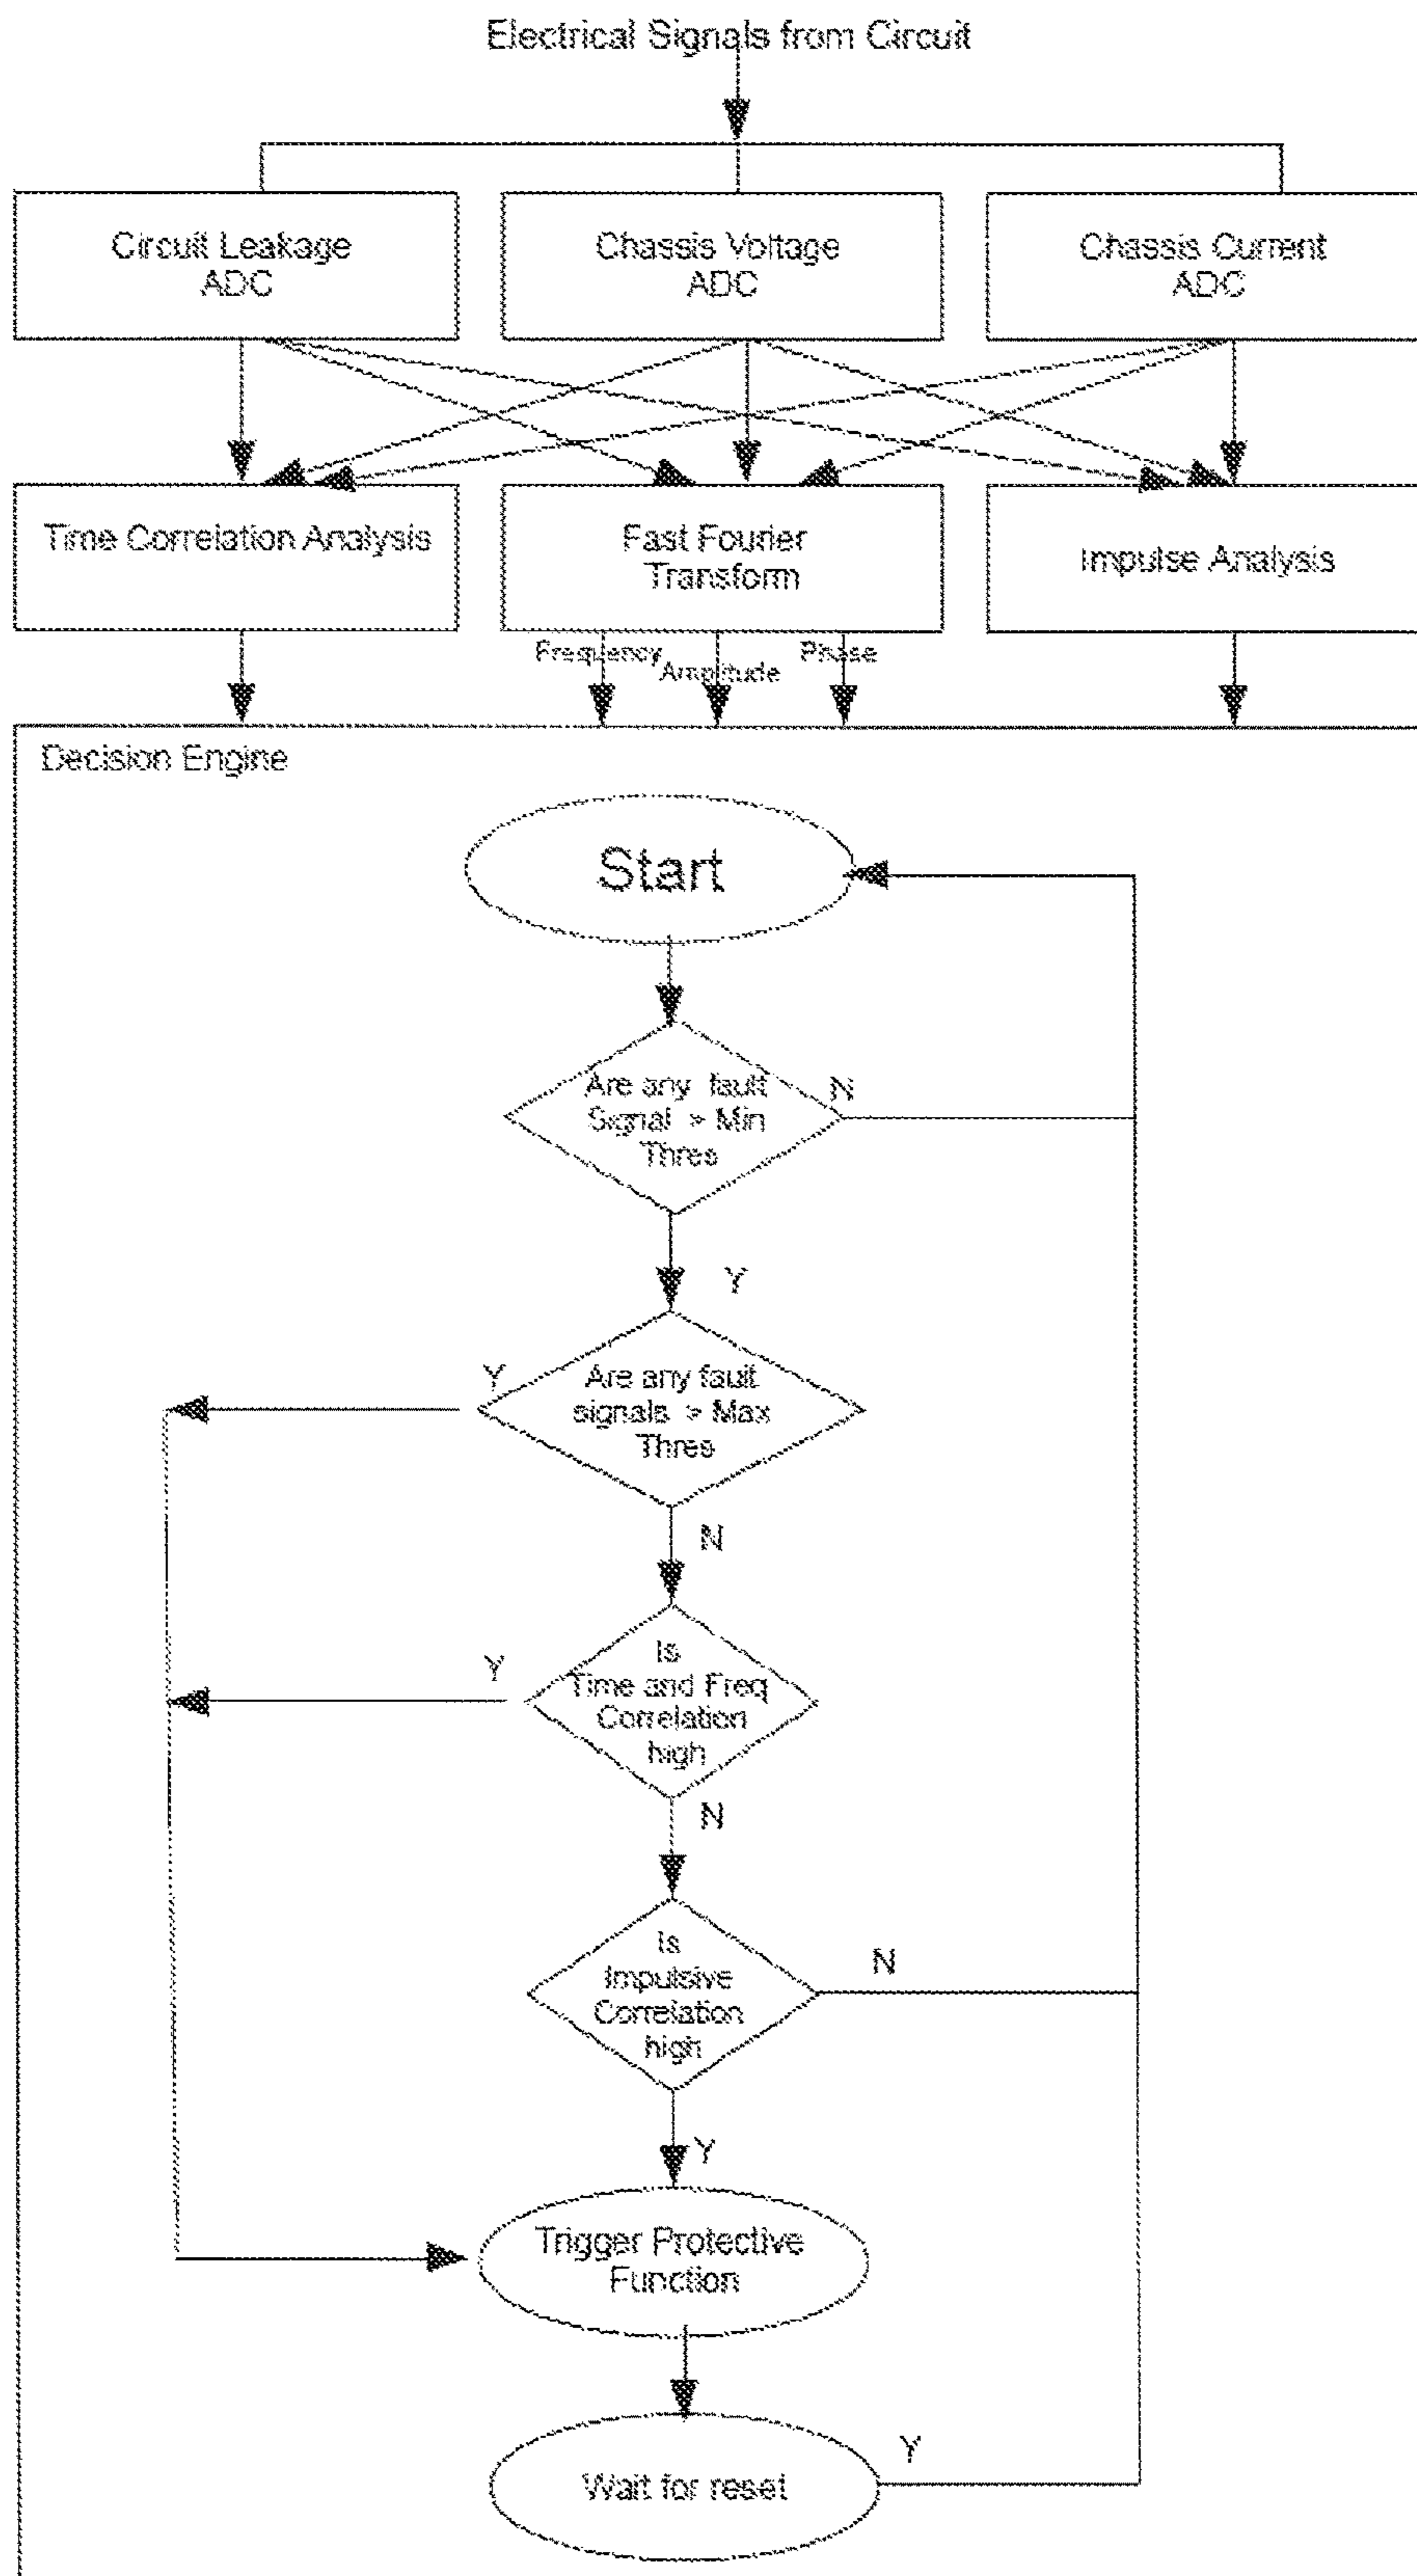 Electrical Signals from Circuit
Circuit Leakage
ADC
Chassis Voltage
ADC
Chassis Current
ADC
Time Correlation Analysis
Fast Fourier
Transform
Impulse Analysis
Frequency
Amplitude
Phase
Decision Engine
Start
Are any fault
Signal > Min
Thres
N
Y
Are any fault
signals > Max
Thres
Y
N
Is
Time and Freq
Correlation
high
Y
N
Is
Impulsive
Correlation
high
N
Y
Trigger Protective
Function
Wait for reset
Y